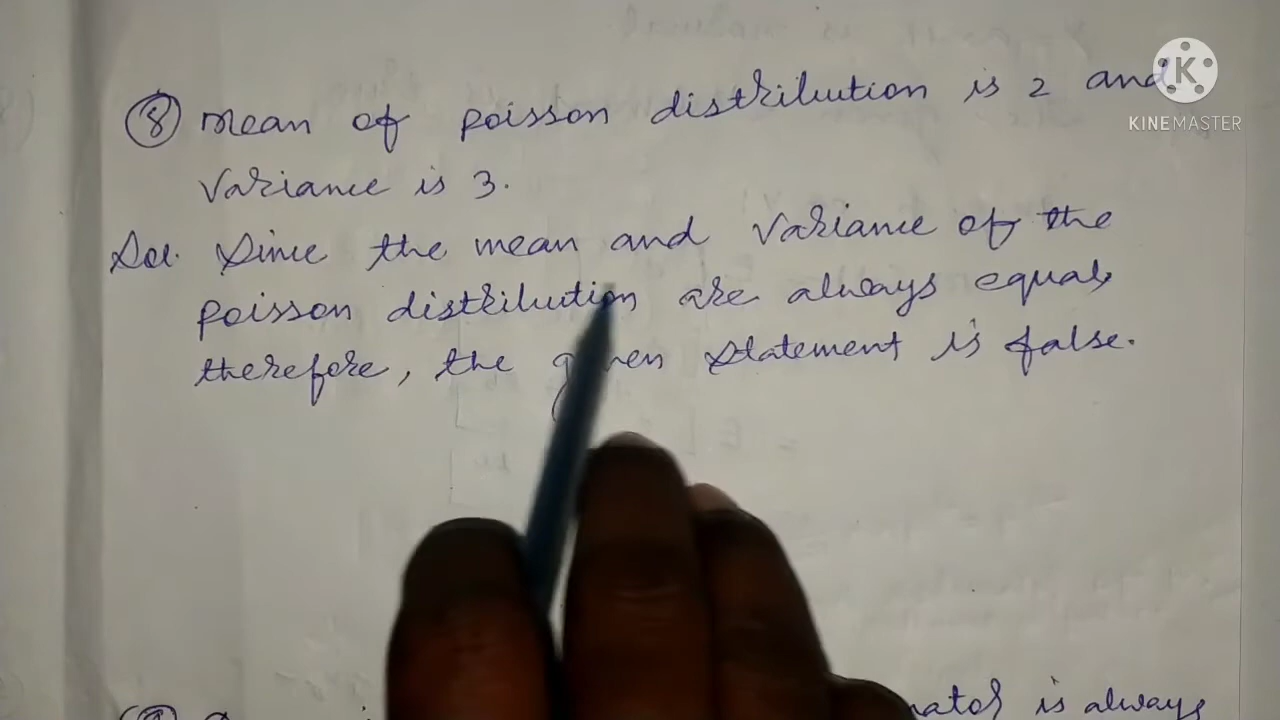 K
KINEMASTER
⑧ mean of poisson distribution is 2 and
variance is 3.
Sol. Since the mean and variance of the
poisson distribution are always equal,
therefore, the given statement is false.
is always